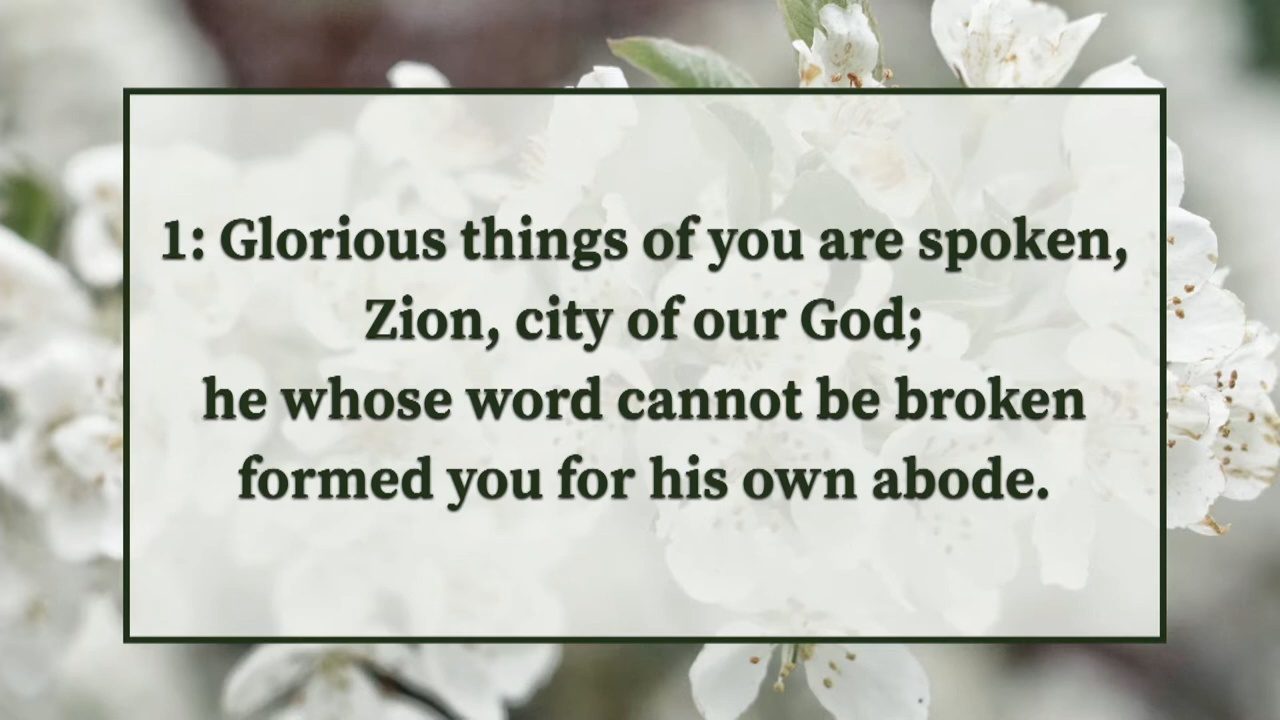 1: Glorious things of you are spoken,
Zion, city of our God;
he whose word cannot be broken
formed you for his own abode.